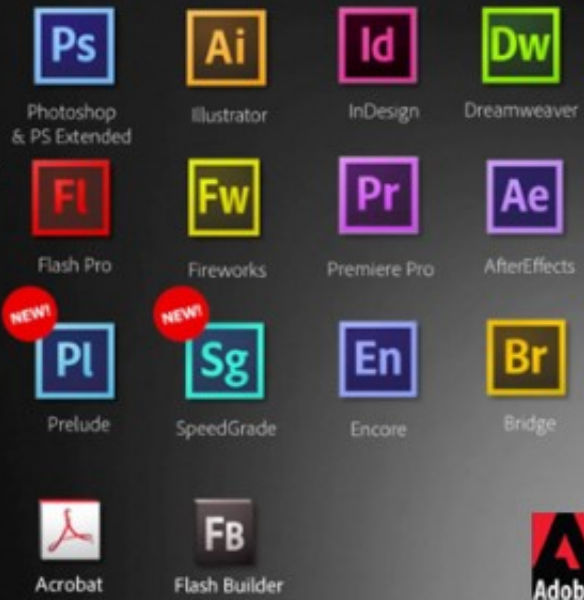 Ps Ai Id Dw
Photoshop
& PS Extended
Illustrator
InDesign
Dreamweaver
Fl Fw Pr Ae
Flash Pro
Fireworks
Premiere Pro
AfterEffects
NEW! NEW!
Pl Sg En Br
Prelude
SpeedGrade
Encore
Bridge
FB
Acrobat
Flash Builder
Adob